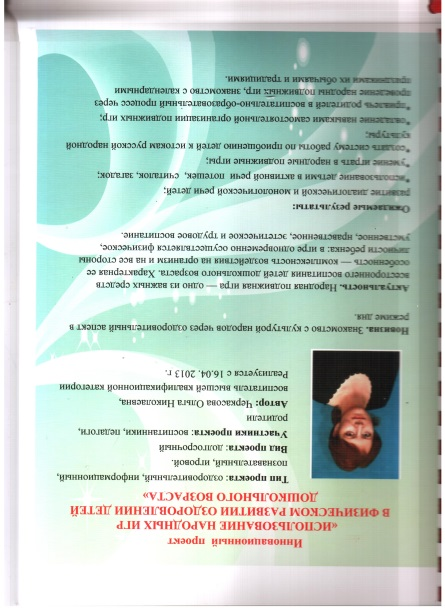 Инновационный проект
«ИСПОЛЬЗОВАНИЕ НАРОДНЫХ ИГР
В ФИЗИЧЕСКОМ РАЗВИТИИ ОЗДОРОВЛЕНИИ ДЕТЕЙ
ДОШКОЛЬНОГО ВОЗРАСТА»
Тип проекта: оздоровительный, информационный,
познавательный, игровой.
Вид проекта: долгосрочный
Участники проекта: воспитанники, педагоги,
родители
Автор: Черкасова Ольга Николаевна,
воспитатель высшей квалификационной категории
Реализуется с 16.04. 2013 г.
Новизна. Знакомство с культурой народов через оздоровительный аспект в
режиме дня.
Актуальность. Народная подвижная игра — одно из важных средств
всестороннего воспитания детей дошкольного возраста. Характерная ее
особенность — комплексность воздействия на организм и на все стороны
личности ребенка: в игре одновременно осуществляется физическое,
умственное, нравственное, эстетическое и трудовое воспитание.
Ожидаемые результаты:
развитие диалогической и монологической речи детей;
*использование детьми в активной речи потешек, считалок, загадок;
*умение играть в народные подвижные игры;
*создать систему работы по приобщению детей к истокам русской народной
культуры;
*овладение навыками самостоятельной организации подвижных игр;
*привлечь родителей в воспитательно-образовательный процесс через
проведение народны подвижных игр, знакомство с календарными
праздниками их обычаями и традициями.